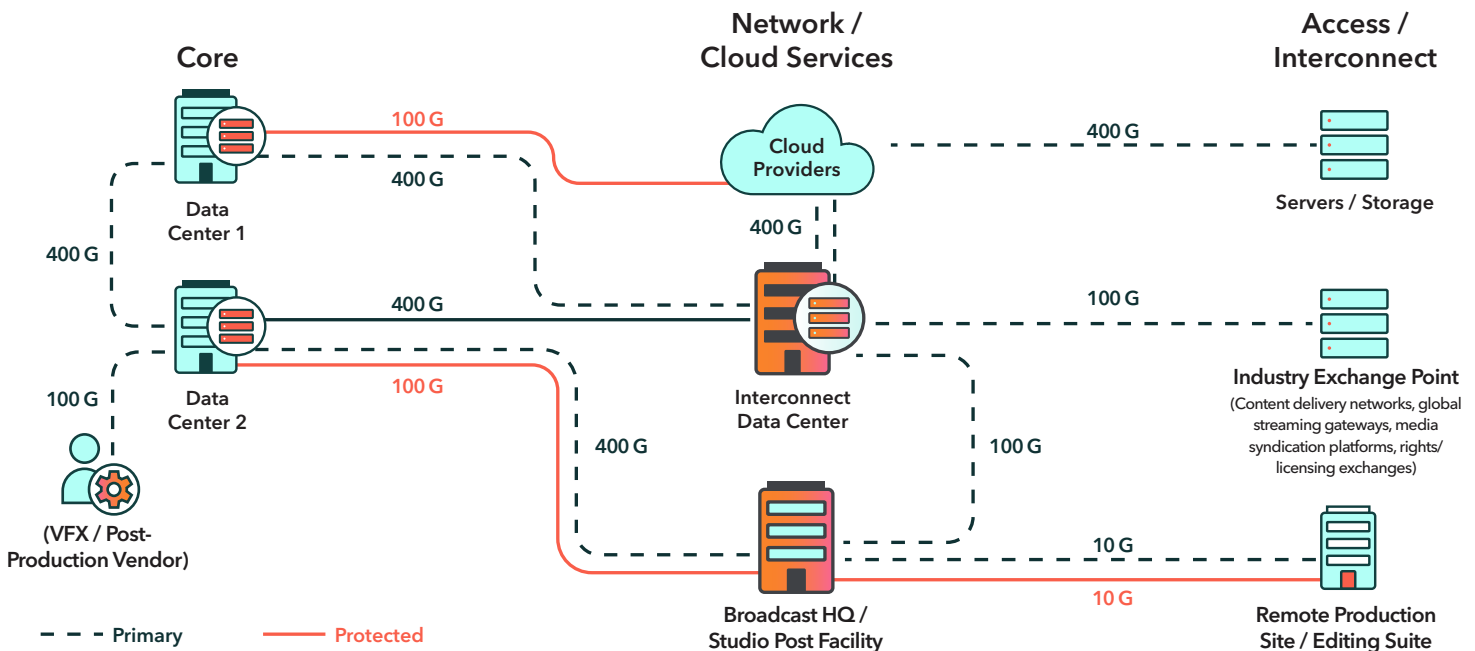 Core
Network /
Cloud Services
Access /
Interconnect
100 G
400 G
Cloud
Providers
400 G
Servers / Storage
Data
Center 1
400 G
400 G
400 G
100 G
100 G
Data
Center 2
100 G
Interconnect
Data Center
Industry Exchange Point
(Content delivery networks, global
streaming gateways, media
syndication platforms, rights/
licensing exchanges)
400 G
100 G
(VFX / Post-
Production Vendor)
10 G
10 G
Broadcast HQ /
Studio Post Facility
Remote Production
Site / Editing Suite
Primary
Protected